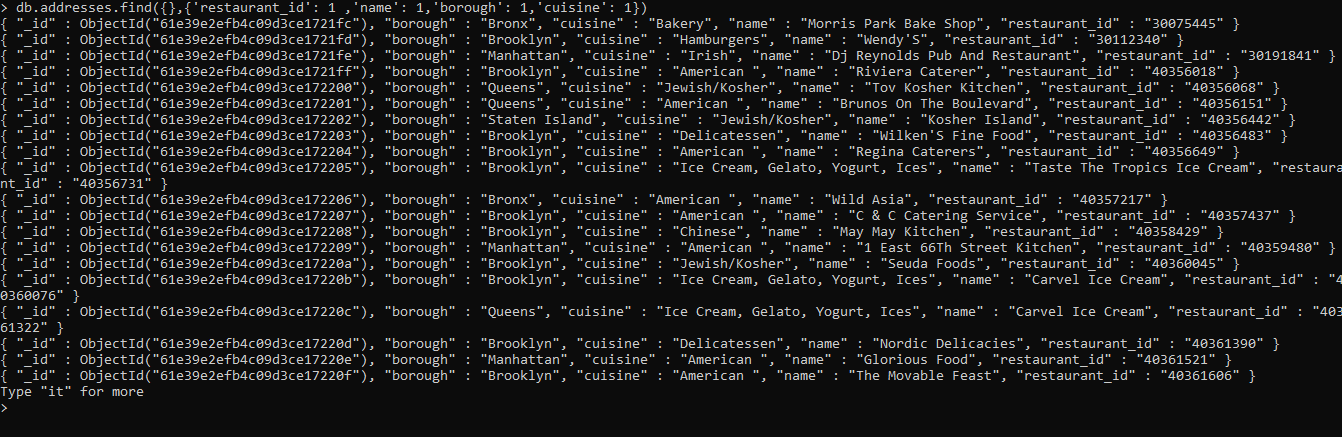 > db.addresses.find({},{'restaurant_id': 1 ,'name': 1,'borough': 1,'cuisine': 1})
{ "_id" : ObjectId("61e39e2efb4c09d3ce1721fc"), "borough" : "Bronx", "cuisine" : "Bakery", "name" : "Morris Park Bake Shop", "restaurant_id" : "30075445" }
{ "_id" : ObjectId("61e39e2efb4c09d3ce1721fd"), "borough" : "Brooklyn", "cuisine" : "Hamburgers", "name" : "Wendy'S", "restaurant_id" : "30112340" }
{ "_id" : ObjectId("61e39e2efb4c09d3ce1721fe"), "borough" : "Manhattan", "cuisine" : "Irish", "name" : "Dj Reynolds Pub And Restaurant", "restaurant_id" : "30191841" }
{ "_id" : ObjectId("61e39e2efb4c09d3ce1721ff"), "borough" : "Brooklyn", "cuisine" : "American ", "name" : "Riviera Caterer", "restaurant_id" : "40356018" }
{ "_id" : ObjectId("61e39e2efb4c09d3ce172200"), "borough" : "Queens", "cuisine" : "Jewish/Kosher", "name" : "Tov Kosher Kitchen", "restaurant_id" : "40356068" }
{ "_id" : ObjectId("61e39e2efb4c09d3ce172201"), "borough" : "Queens", "cuisine" : "American ", "name" : "Brunos On The Boulevard", "restaurant_id" : "40356151" }
{ "_id" : ObjectId("61e39e2efb4c09d3ce172202"), "borough" : "Staten Island", "cuisine" : "Jewish/Kosher", "name" : "Kosher Island", "restaurant_id" : "40356442" }
{ "_id" : ObjectId("61e39e2efb4c09d3ce172203"), "borough" : "Brooklyn", "cuisine" : "Delicatessen", "name" : "Wilken'S Fine Food", "restaurant_id" : "40356483" }
{ "_id" : ObjectId("61e39e2efb4c09d3ce172204"), "borough" : "Brooklyn", "cuisine" : "American ", "name" : "Regina Caterers", "restaurant_id" : "40356649" }
{ "_id" : ObjectId("61e39e2efb4c09d3ce172205"), "borough" : "Brooklyn", "cuisine" : "Ice Cream, Gelato, Yogurt, Ices", "name" : "Taste The Tropics Ice Cream", "restaura
nt_id" : "40356731" }
{ "_id" : ObjectId("61e39e2efb4c09d3ce172206"), "borough" : "Bronx", "cuisine" : "American ", "name" : "Wild Asia", "restaurant_id" : "40357217" }
{ "_id" : ObjectId("61e39e2efb4c09d3ce172207"), "borough" : "Brooklyn", "cuisine" : "American ", "name" : "C & C Catering Service", "restaurant_id" : "40357437" }
{ "_id" : ObjectId("61e39e2efb4c09d3ce172208"), "borough" : "Brooklyn", "cuisine" : "Chinese", "name" : "May May Kitchen", "restaurant_id" : "40358429" }
{ "_id" : ObjectId("61e39e2efb4c09d3ce172209"), "borough" : "Manhattan", "cuisine" : "American ", "name" : "1 East 66Th Street Kitchen", "restaurant_id" : "40359480" }
{ "_id" : ObjectId("61e39e2efb4c09d3ce17220a"), "borough" : "Brooklyn", "cuisine" : "Jewish/Kosher", "name" : "Seuda Foods", "restaurant_id" : "40360045" }
{ "_id" : ObjectId("61e39e2efb4c09d3ce17220b"), "borough" : "Brooklyn", "cuisine" : "Ice Cream, Gelato, Yogurt, Ices", "name" : "Carvel Ice Cream", "restaurant_id" : "4
0360076" }
{ "_id" : ObjectId("61e39e2efb4c09d3ce17220c"), "borough" : "Queens", "cuisine" : "Ice Cream, Gelato, Yogurt, Ices", "name" : "Carvel Ice Cream", "restaurant_id" : "403
61322" }
{ "_id" : ObjectId("61e39e2efb4c09d3ce17220d"), "borough" : "Brooklyn", "cuisine" : "Delicatessen", "name" : "Nordic Delicacies", "restaurant_id" : "40361390" }
{ "_id" : ObjectId("61e39e2efb4c09d3ce17220e"), "borough" : "Manhattan", "cuisine" : "American ", "name" : "Glorious Food", "restaurant_id" : "40361521" }
{ "_id" : ObjectId("61e39e2efb4c09d3ce17220f"), "borough" : "Brooklyn", "cuisine" : "American ", "name" : "The Movable Feast", "restaurant_id" : "40361606" }
Type "it" for more
>